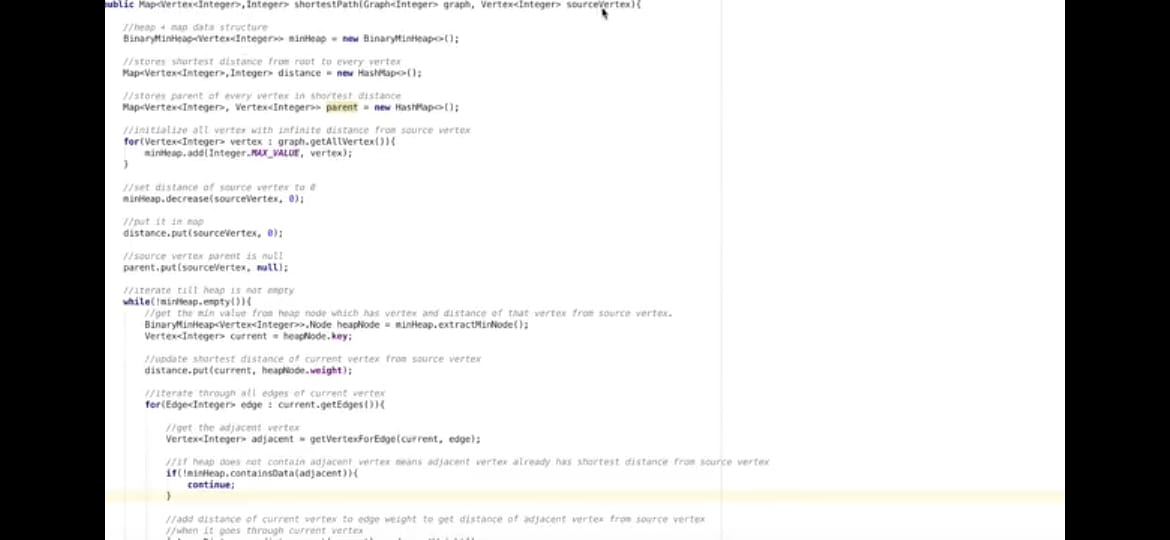 ublic Map<Vertex<Integer>,Integer> shortestPath(Graph<Integer> graph, Vertex<Integer> sourceVertex){
//heap + map data structure
BinaryMinHeap<Vertex<Integer>> minHeap = new BinaryMinHeap<>();
//stores shortest distance from root to every vertex
Map<Vertex<Integer>,Integer> distance = new HashMap<>();
//stores parent of every vertex in shortest distance
Map<Vertex<Integer>, Vertex<Integer>> parent = new HashMap<>();
//initialize all vertex with infinite distance from source vertex
for(Vertex<Integer> vertex : graph.getAllVertex()){
minHeap.add(Integer.MAX_VALUE, vertex);
}
//set distance of source vertex to 0
minHeap.decrease(sourceVertex, 0);
//put it in map
distance.put(sourceVertex, 0);
//source vertex parent is null
parent.put(sourceVertex, null);
//iterate till heap is not empty
while(!minHeap.empty()){
//get the min value from heap node which has vertex and distance of that vertex from source vertex.
BinaryMinHeap<Vertex<Integer>>.Node heapNode = minHeap.extractMinNode();
Vertex<Integer> current = heapNode.key;
//update shortest distance of current vertex from source vertex
distance.put(current, heapNode.weight);
//iterate through all edges of current vertex
for(Edge<Integer> edge : current.getEdges()){
//get the adjacent vertex
Vertex<Integer> adjacent = getVertexForEdge(current, edge);
//if heap does not contain adjacent vertex means adjacent vertex already has shortest distance from source vertex
if(!minHeap.containsData(adjacent)){
continue;
}
//add distance of current vertex to edge weight to get distance of adjacent vertex from source vertex
//when it goes through current vertex